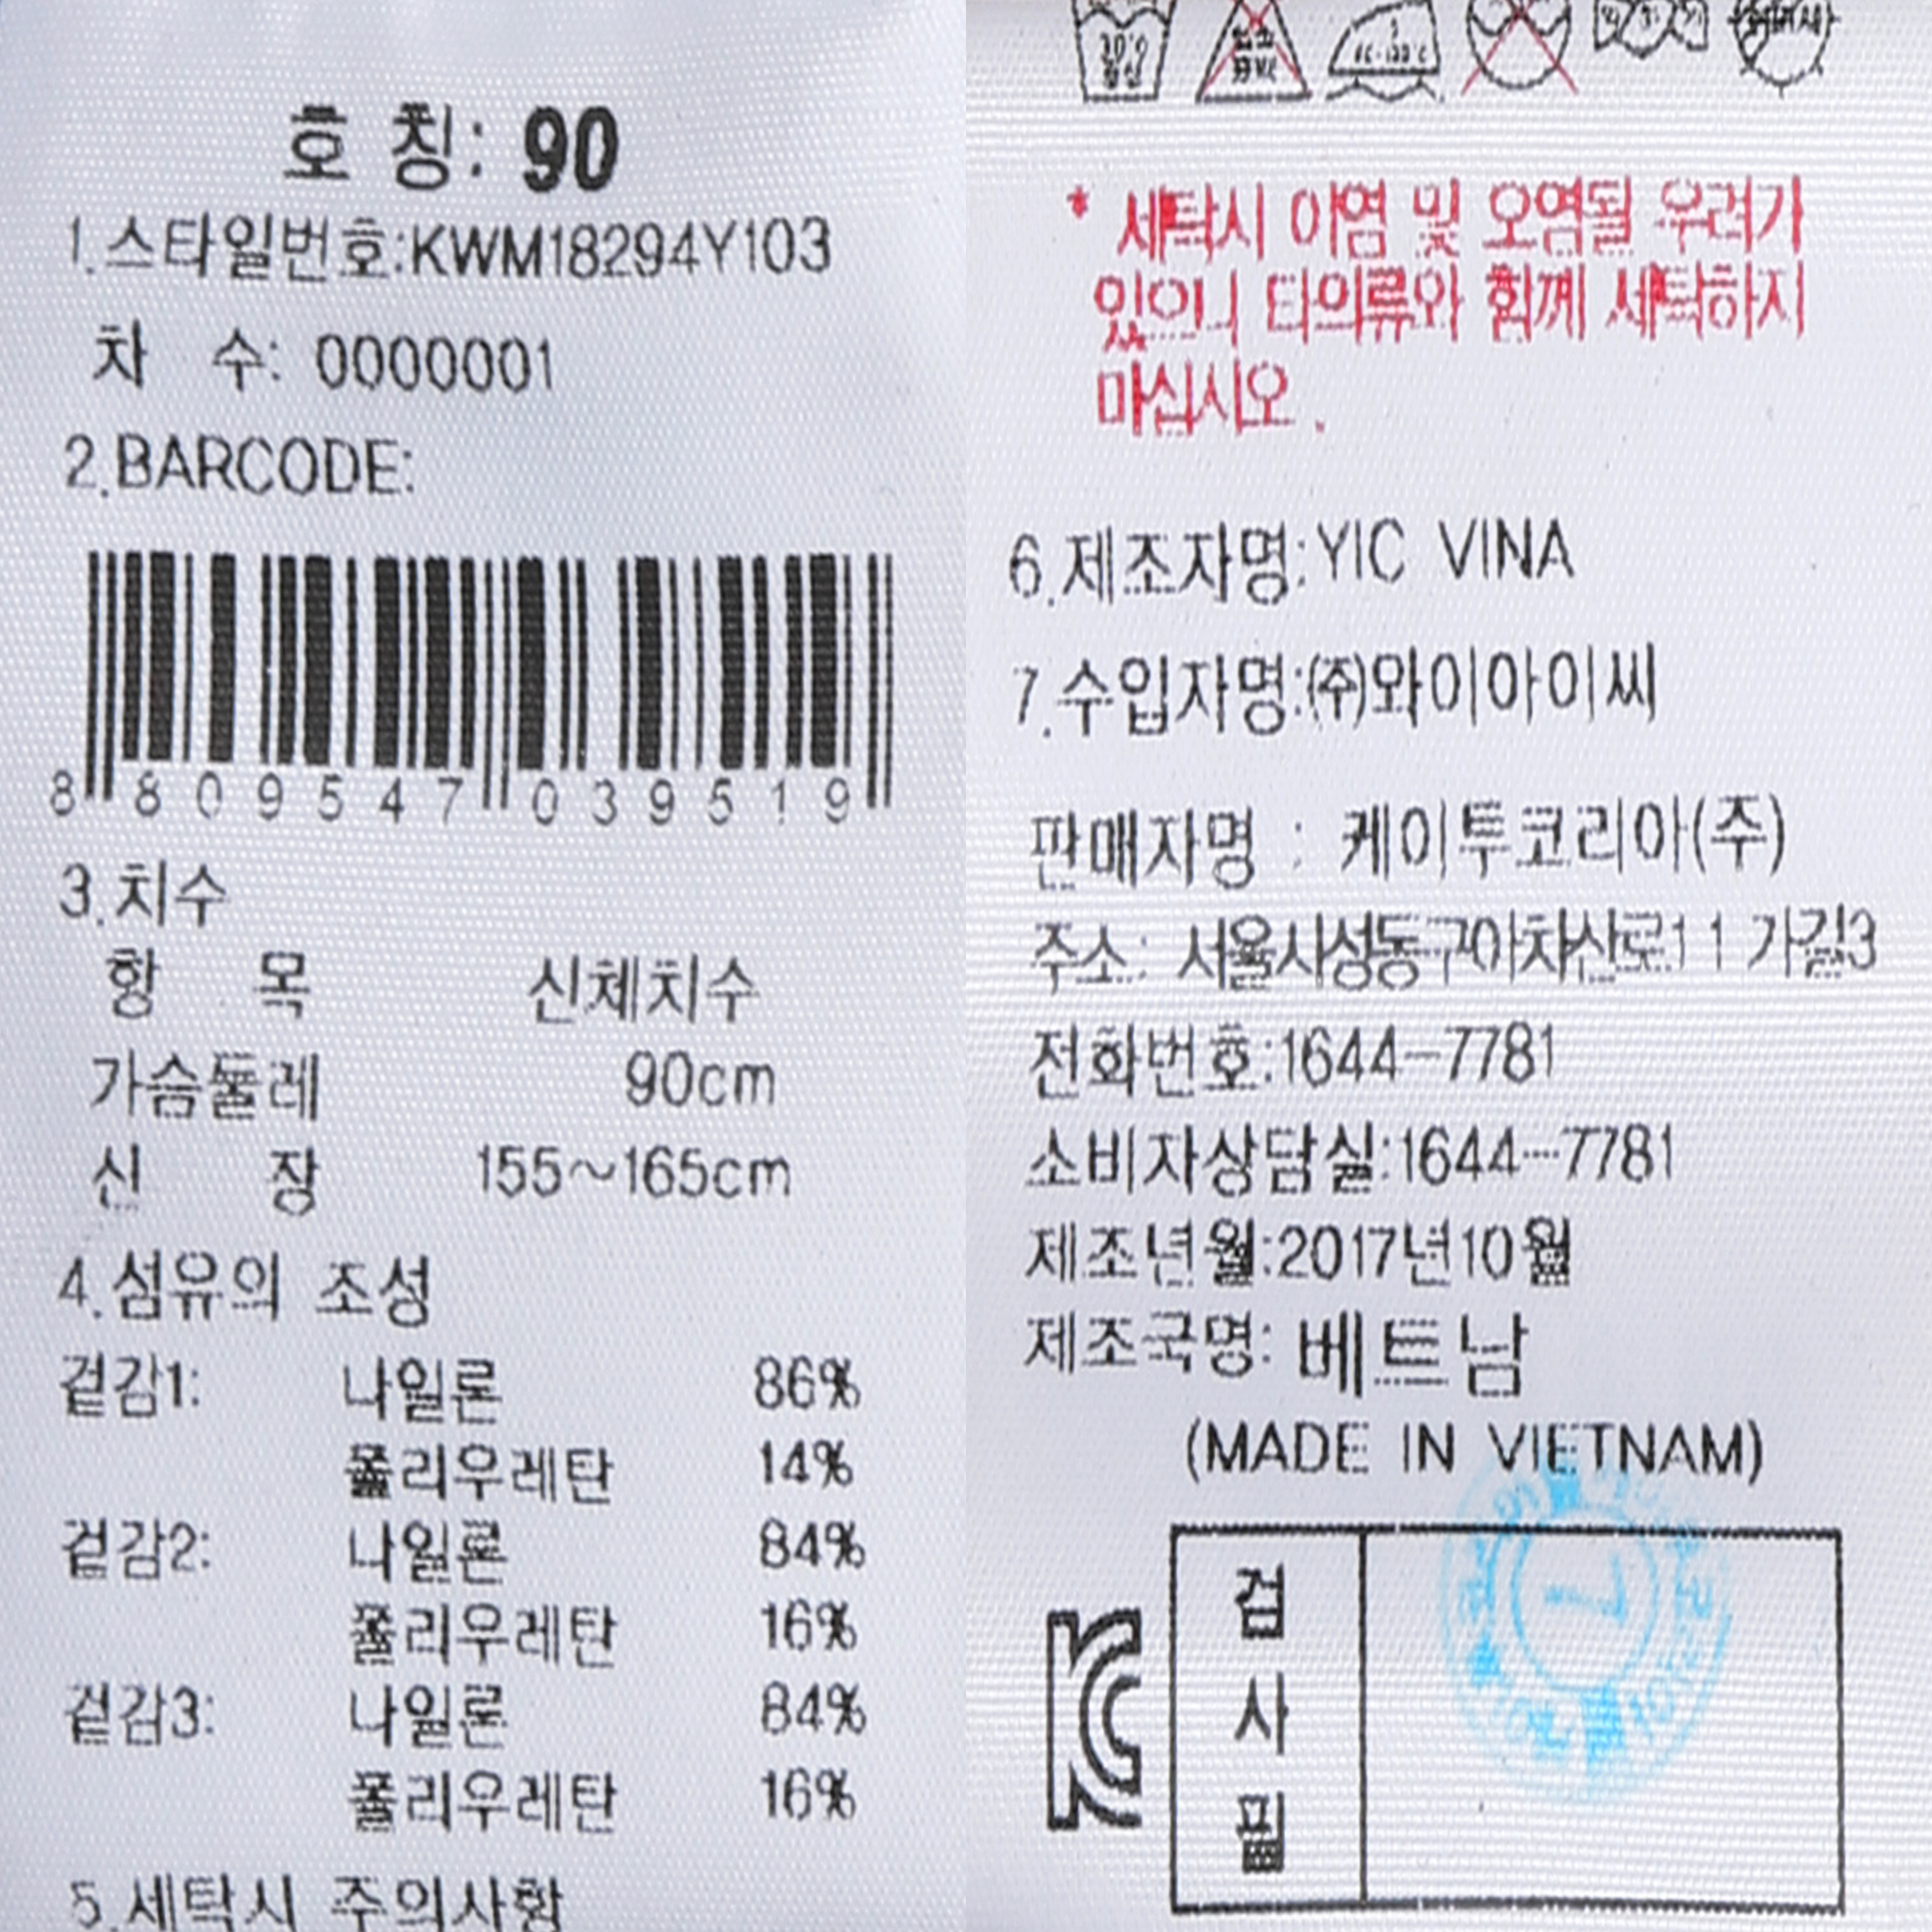 호 칭: 90
1.스타일번호:KWM18294Y103
차 수: 0000001
2.BARCODE:
8 809547 039519
3.치수
항 목 신체치수
가슴둘레 90cm
신 장 155~165cm
4.섬유의 조성
겉감1: 나일론 86%
폴리우레탄 14%
겉감2: 나일론 84%
폴리우레탄 16%
겉감3: 나일론 84%
폴리우레탄 16%
5.세탁시 주의사항
* 세탁시 이염 및 오염될 우려가
있으니 타의류와 함께 세탁하지
마십시오.
6.제조자명:YIC VINA
7.수입자명:(주)와이아이씨
판매자명 : 케이투코리아(주)
주소: 서울시성동구아차산로11가길3
전화번호:1644-7781
소비자상담실:1644-7781
제조년월:2017년10월
제조국명: 베트남
(MADE IN VIETNAM)
검
사
필